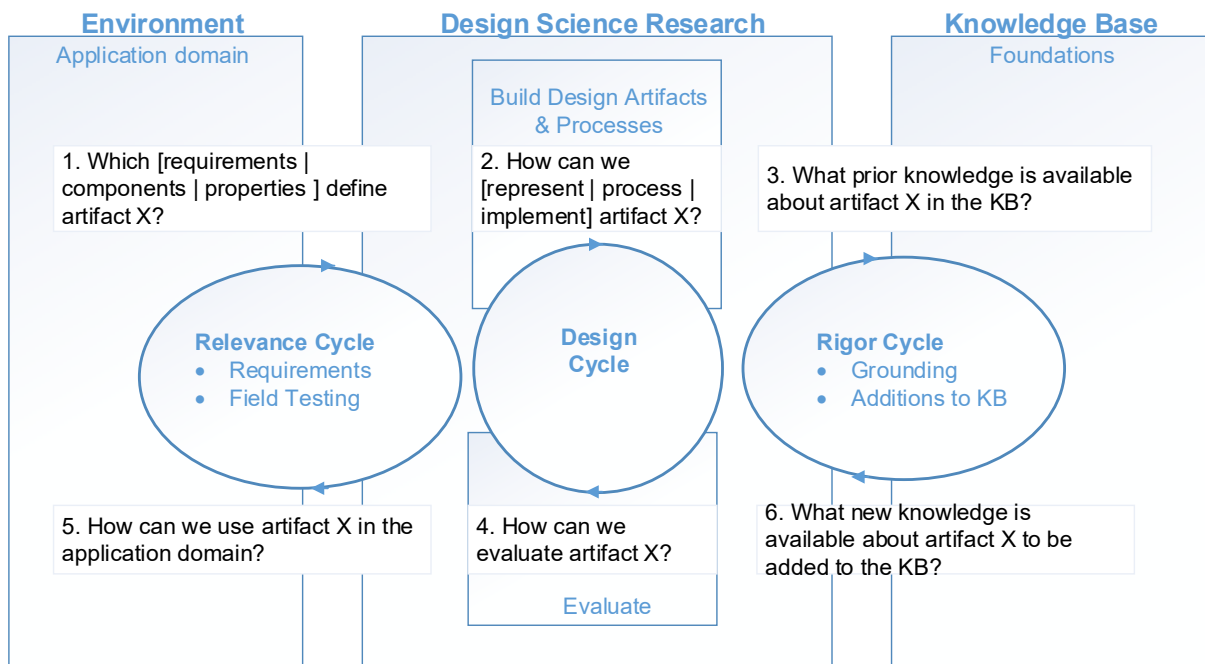 Environment
Design Science Research
Knowledge Base
Application domain
Foundations
Build Design Artifacts
& Processes
1. Which [requirements |
components | properties ] define
artifact X?
2. How can we
[represent | process |
implement] artifact X?
3. What prior knowledge is available
about artifact X in the KB?
Relevance Cycle
• Requirements
• Field Testing
Design
Cycle
Rigor Cycle
• Grounding
• Additions to KB
5. How can we use artifact X in the
application domain?
4. How can we
evaluate artifact X?
6. What new knowledge is
available about artifact X to be
added to the KB?
Evaluate